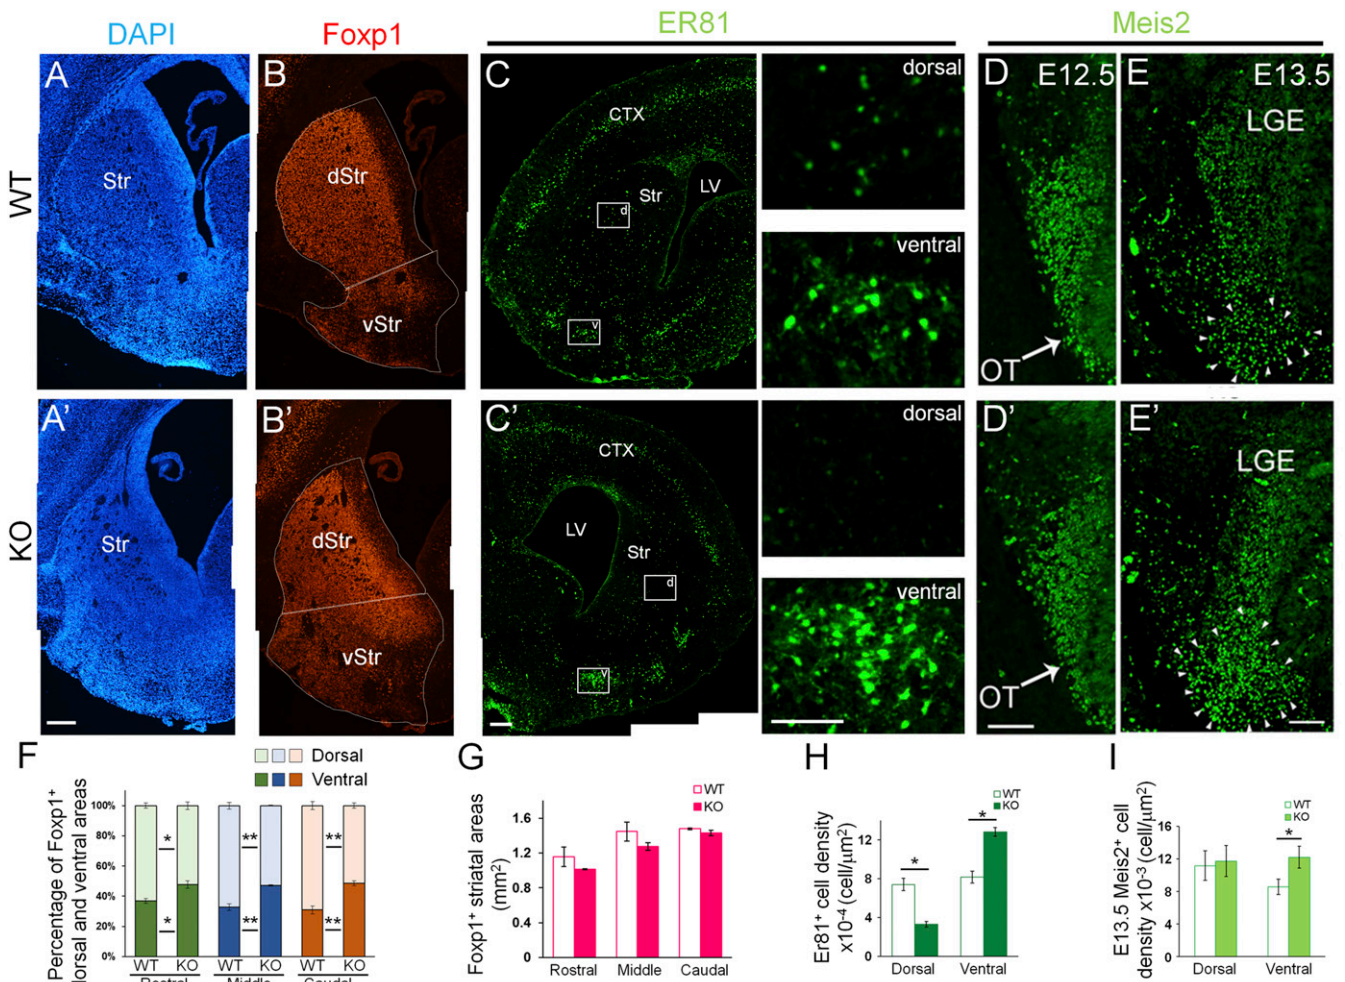 DAPI
Foxp1
ER81
Meis2
WT
A
Str
B
dStr
vStr
C
CTX
Str
LV
d
v
dorsal
ventral
D
E12.5
OT
E
E13.5
LGE
KO
A'
Str
B'
dStr
vStr
C'
CTX
LV
Str
d
v
dorsal
ventral
D'
OT
E'
LGE
F
Dorsal
Ventral
Percentage of Foxp1+
Dorsal and ventral areas
100%
80%
60%
40%
20%
0%
*
**
**
*
**
**
WT KO WT KO WT KO
Rostral Middle Caudal
G
WT
KO
Foxp1+ striatal areas
(mm2)
1.6
1.2
0.8
0.4
0
Rostral Middle Caudal
H
WT
KO
Er81+ cell density
x10-4 (cell/μm2)
12
8
4
0
*
*
Dorsal Ventral
I
WT
KO
E13.5 Meis2+ cell
density x10-3 (cell/μm2)
16
12
8
4
0
*
Dorsal Ventral